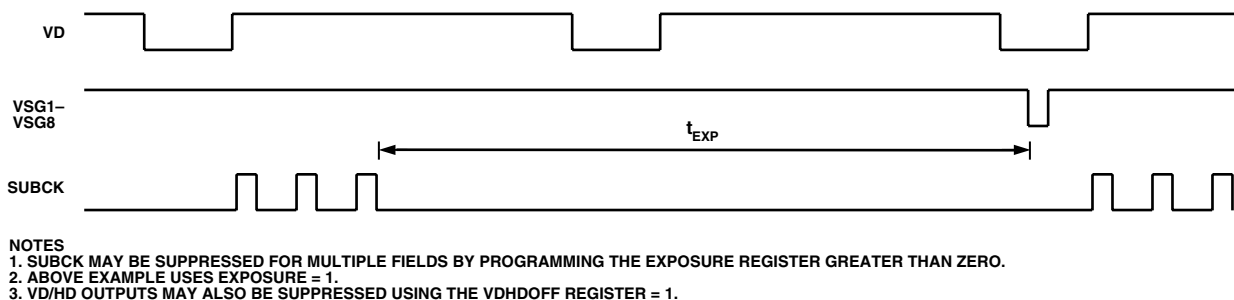 VD
VSG1–
VSG8
tEXP
SUBCK
NOTES
1. SUBCK MAY BE SUPPRESSED FOR MULTIPLE FIELDS BY PROGRAMMING THE EXPOSURE REGISTER GREATER THAN ZERO.
2. ABOVE EXAMPLE USES EXPOSURE = 1.
3. VD/HD OUTPUTS MAY ALSO BE SUPPRESSED USING THE VDHDOFF REGISTER = 1.